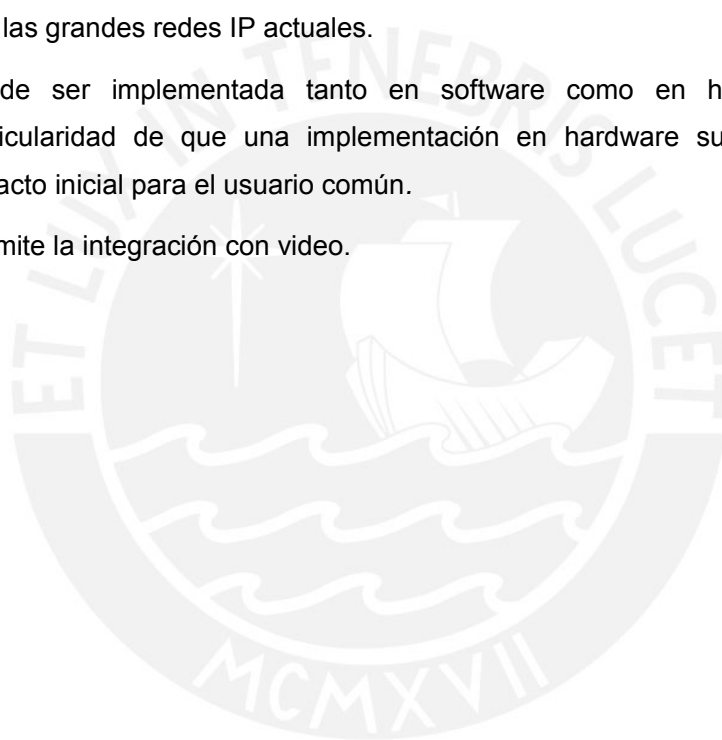 las grandes redes IP actuales.
de ser implementada tanto en software como en h
icularidad de que una implementación en hardware su
acto inicial para el usuario común.
mite la integración con video.
ET LUX IN TENEBRIS LUCET
MCMXVII